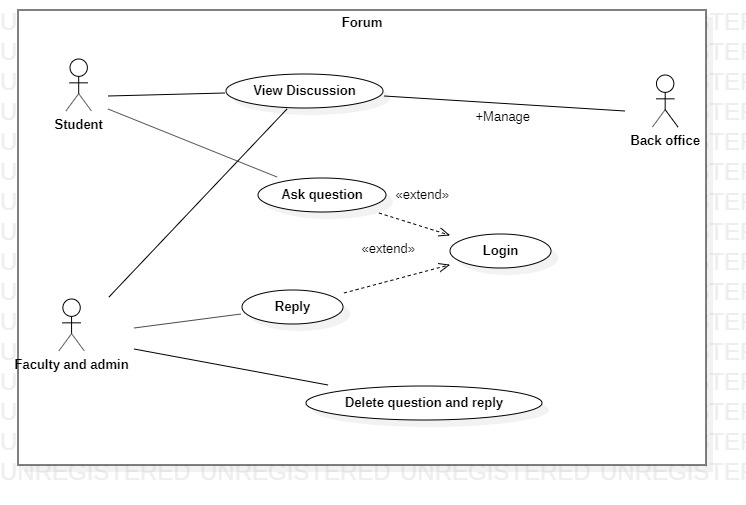 Forum
Student
View Discussion
+Manage
Back office
Ask question
«extend»
«extend»
Login
Reply
Faculty and admin
Delete question and reply
UNREGISTERED UNREGISTERED UNREGISTERED UNREGISTERED